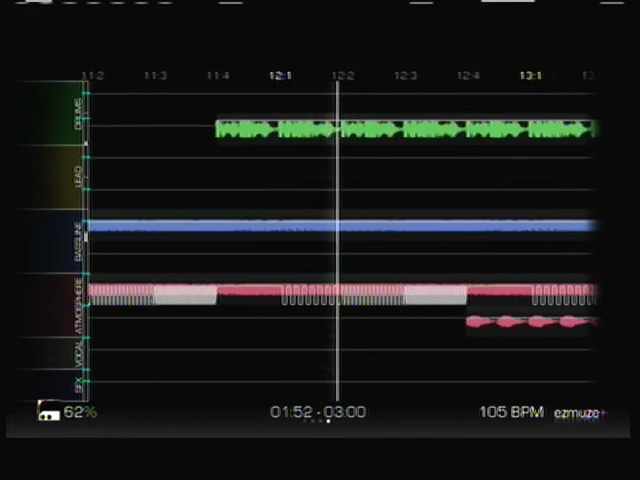 11:2 11:3 11:4 12:1 12:2 12:3 12:4 13:1
DRUMS
LEAD
BASSLINE
ATMOSPHERE
VOCAL
SFX
62% 01:52 - 03:00 105 BPM ezmuze+